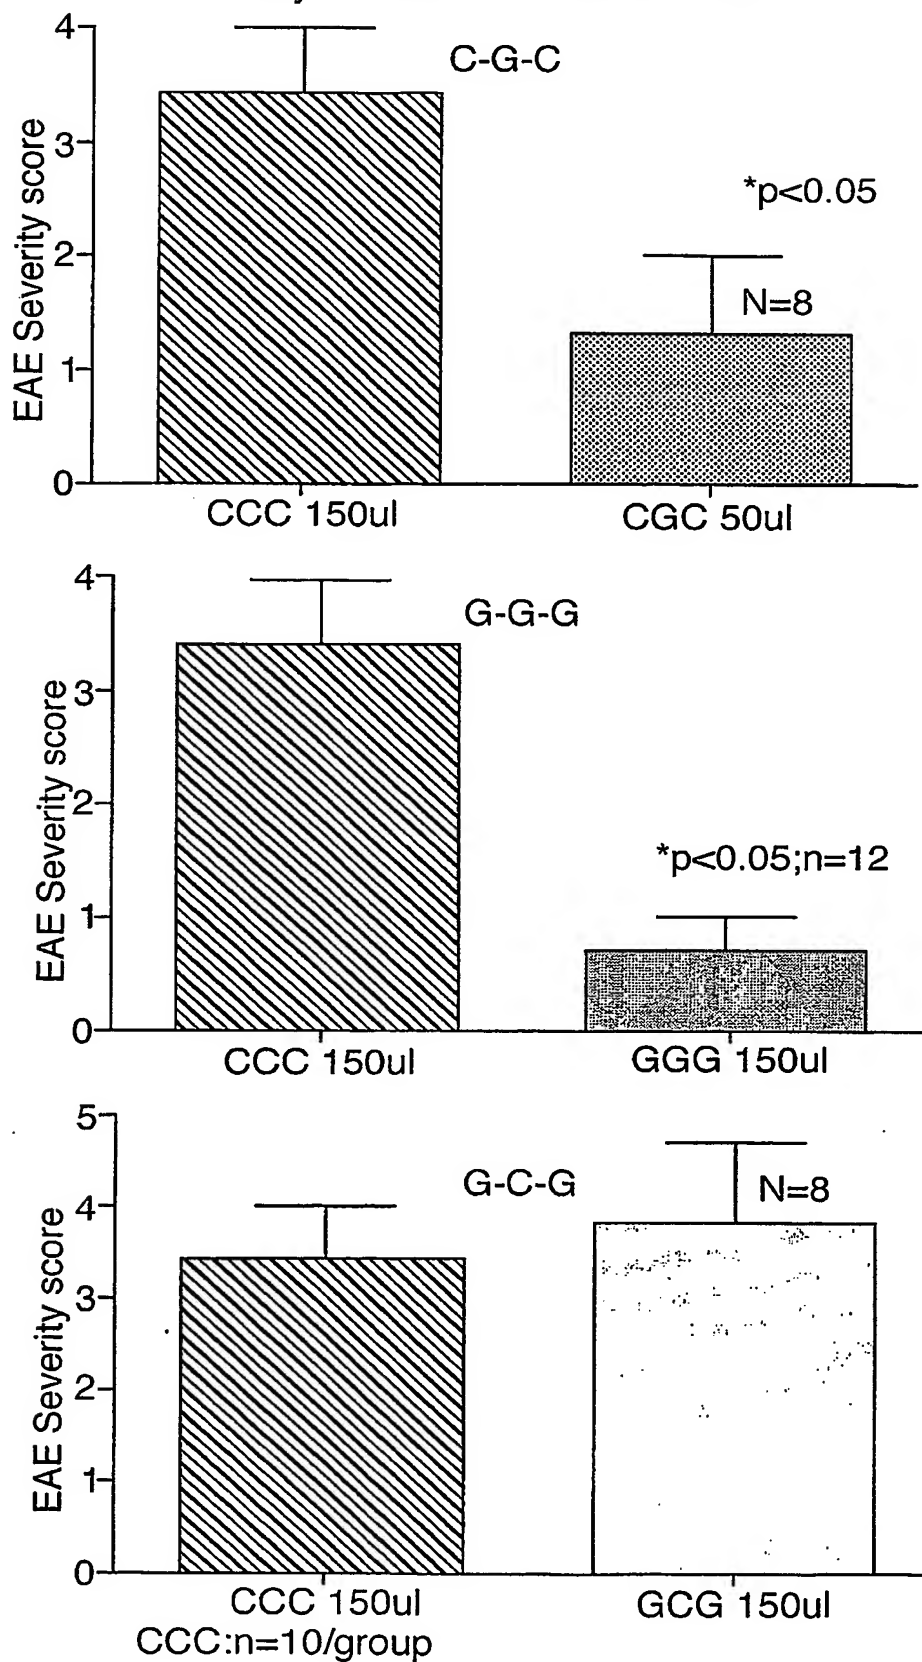 4
C-G-C
3
*p<0.05
2
N=8
1
0
EAE Severity score
CCC 150ul
CGC 50ul
4
G-G-G
3
2
*p<0.05;n=12
1
0
EAE Severity score
CCC 150ul
GGG 150ul
5
4
G-C-G
N=8
3
2
1
0
EAE Severity score
CCC 150ul
GCG 150ul
CCC:n=10/group